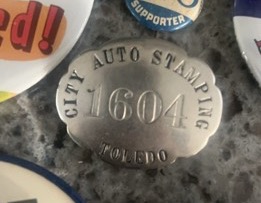 ed!
SUPPORTER
CITY AUTO STAMPING
1604
TOLEDO